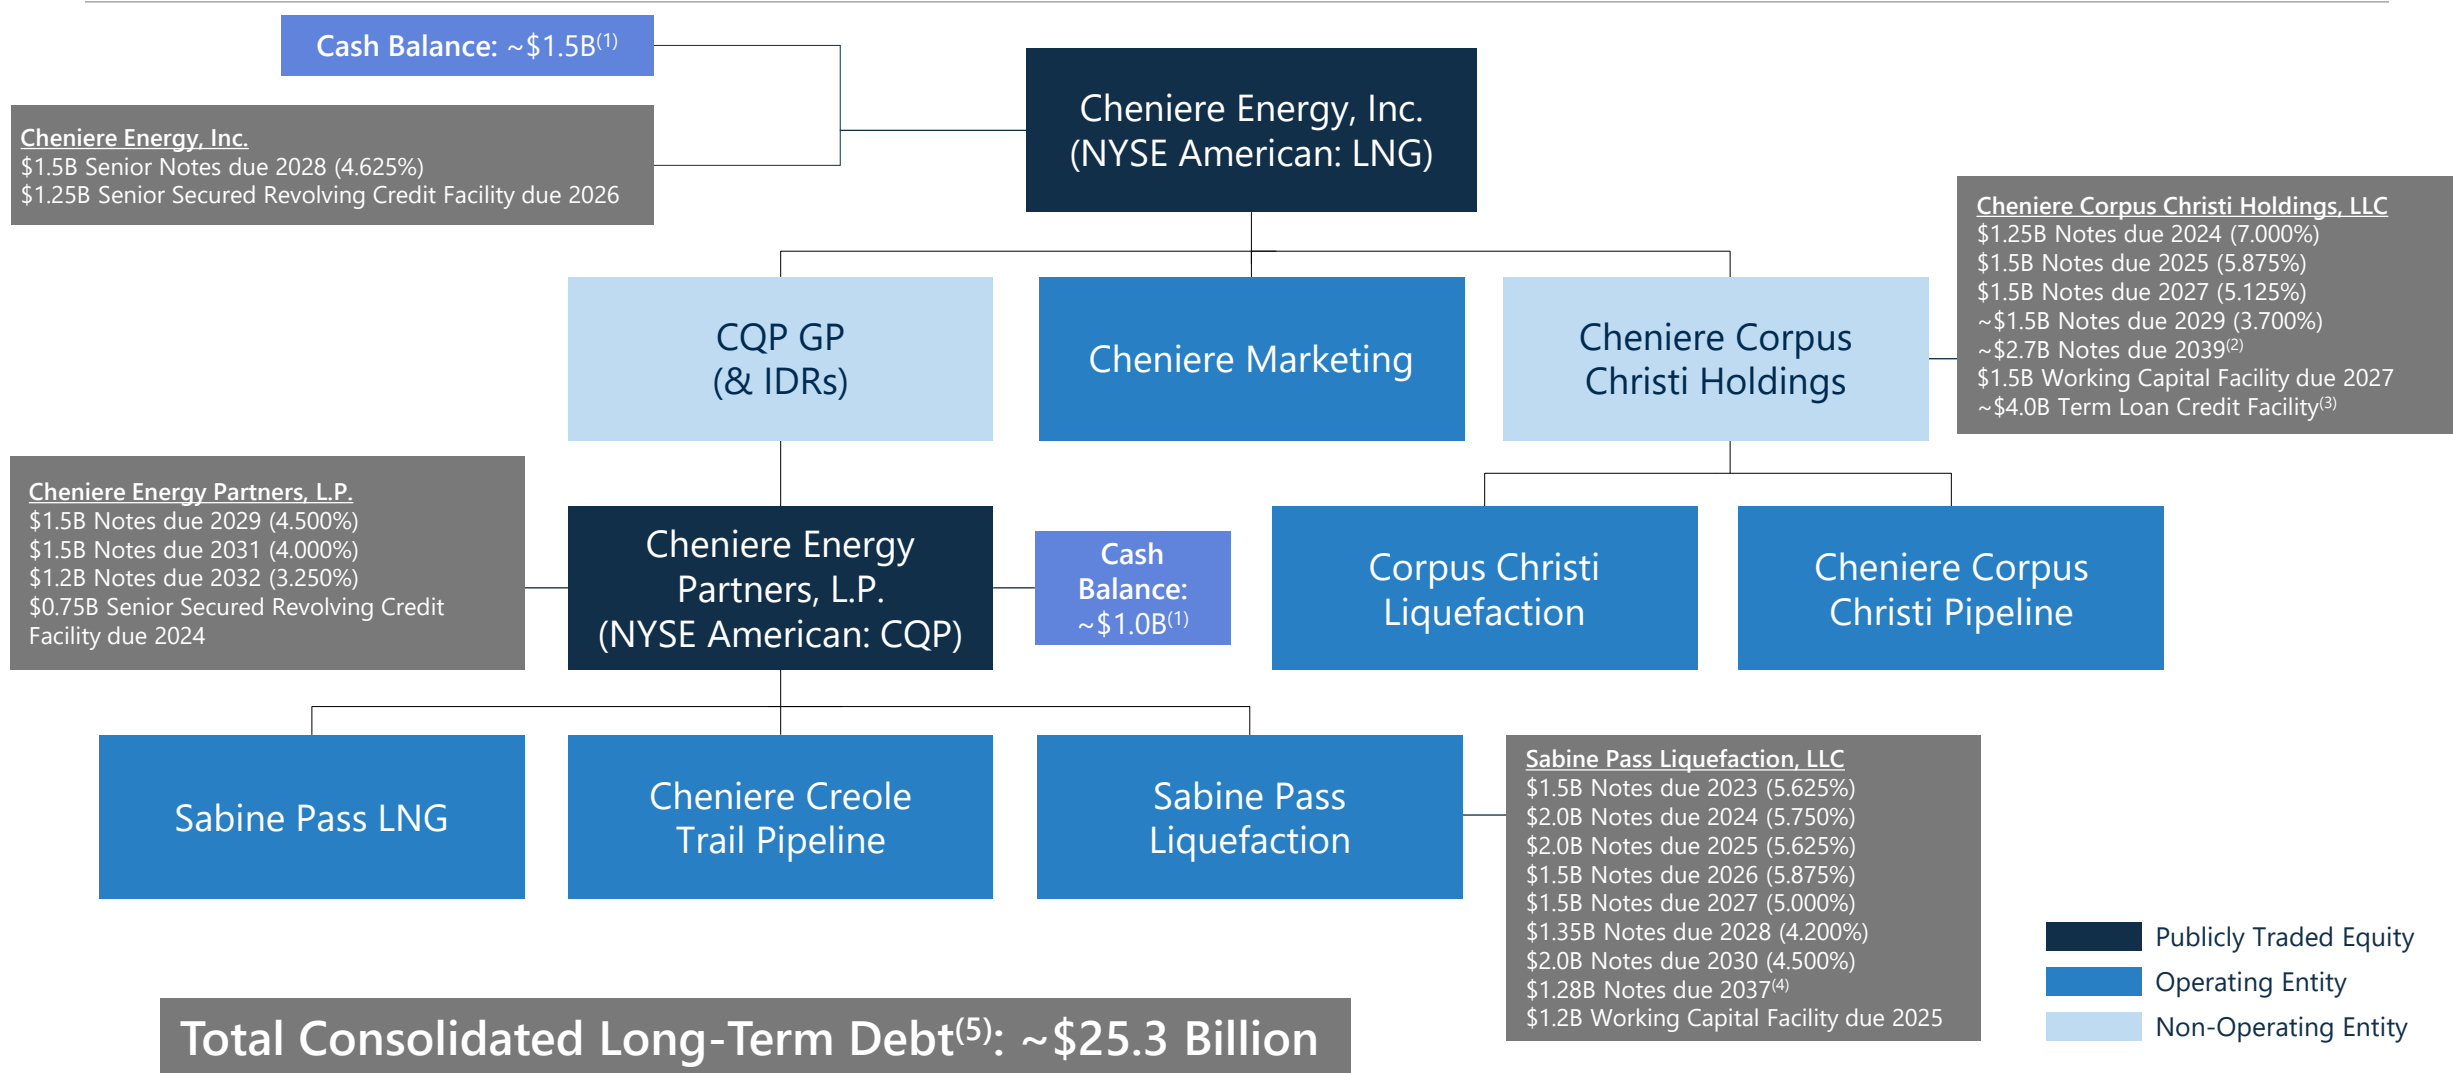 Cash Balance: ~$1.5B(1)
Cheniere Energy, Inc.
(NYSE American: LNG)
Cheniere Energy, Inc.
$1.5B Senior Notes due 2028 (4.625%)
$1.25B Senior Secured Revolving Credit Facility due 2026
Cheniere Corpus Christi Holdings, LLC
$1.25B Notes due 2024 (7.000%)
$1.5B Notes due 2025 (5.875%)
$1.5B Notes due 2027 (5.125%)
~$1.5B Notes due 2029 (3.700%)
~$2.7B Notes due 2039(2)
$1.5B Working Capital Facility due 2027
~$4.0B Term Loan Credit Facility(3)
CQP GP
(& IDRs)
Cheniere Marketing
Cheniere Corpus
Christi Holdings
Cheniere Energy Partners, L.P.
$1.5B Notes due 2029 (4.500%)
$1.5B Notes due 2031 (4.000%)
$1.2B Notes due 2032 (3.250%)
$0.75B Senior Secured Revolving Credit
Facility due 2024
Cheniere Energy
Partners, L.P.
(NYSE American: CQP)
Cash
Balance:
~$1.0B(1)
Corpus Christi
Liquefaction
Cheniere Corpus
Christi Pipeline
Sabine Pass LNG
Cheniere Creole
Trail Pipeline
Sabine Pass
Liquefaction
Sabine Pass Liquefaction, LLC
$1.5B Notes due 2023 (5.625%)
$2.0B Notes due 2024 (5.750%)
$2.0B Notes due 2025 (5.625%)
$1.5B Notes due 2026 (5.875%)
$1.5B Notes due 2027 (5.000%)
$1.35B Notes due 2028 (4.200%)
$2.0B Notes due 2030 (4.500%)
$1.28B Notes due 2037(4)
$1.2B Working Capital Facility due 2025
Publicly Traded Equity
Operating Entity
Non-Operating Entity
Total Consolidated Long-Term Debt(5): ~$25.3 Billion